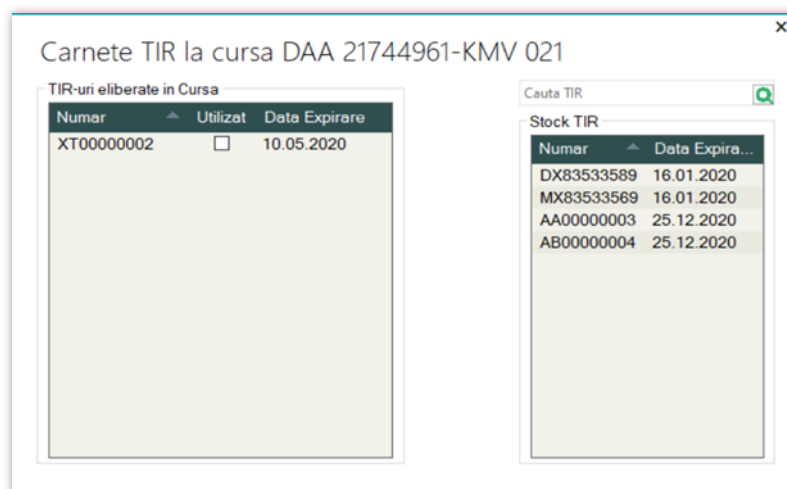 Carnete TIR la cursa DAA 21744961-KMV 021
TIR-uri eliberate in Cursa
Numar Utilizat Data Expirare
XT00000002 10.05.2020
Cauta TIR
Stock TIR
Numar Data Expira...
DX83533589 16.01.2020
MX83533569 16.01.2020
AA00000003 25.12.2020
AB00000004 25.12.2020